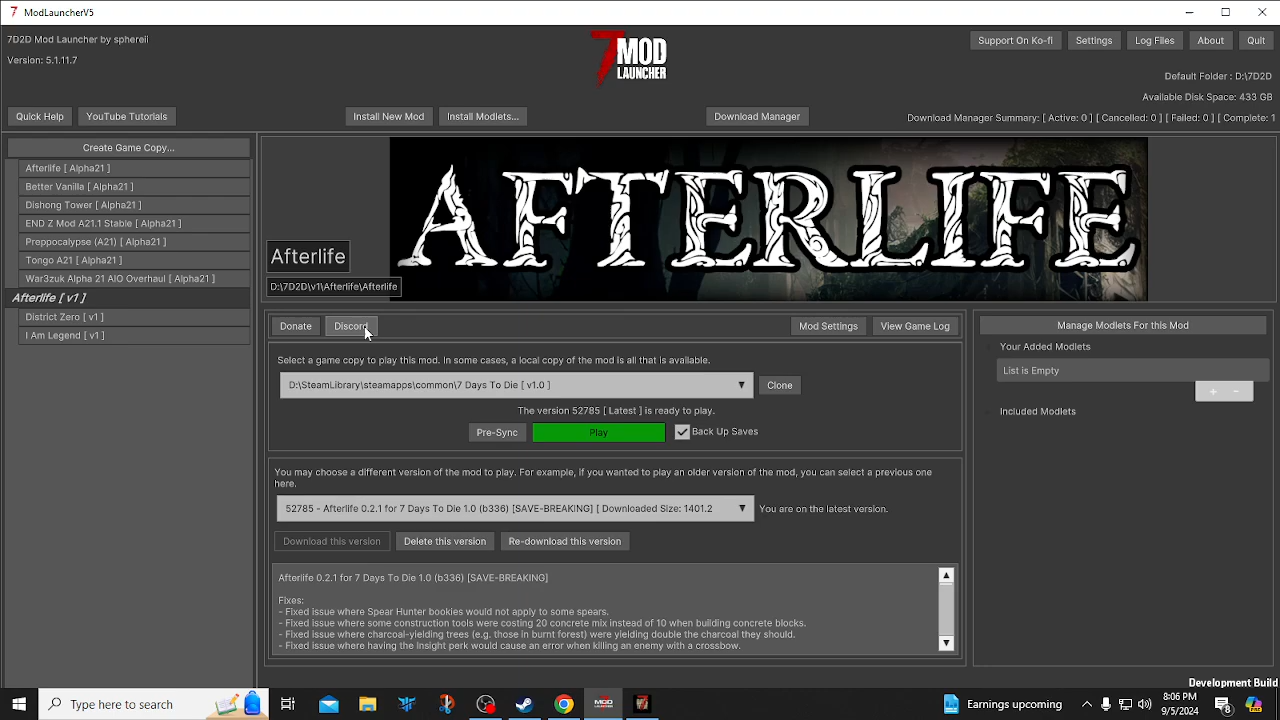 ModLauncherV5
7D2D Mod Launcher by sphereii
Version: 5.1.11.7
7 MOD
LAUNCHER
Support On Ko-fi
Settings
Log Files
About
Quit
Default Folder : D:\7D2D
Available Disk Space: 433 GB
Quick Help
YouTube Tutorials
Install New Mod
Install Modlets...
Download Manager
Download Manager Summary: [ Active: 0 ] [ Cancelled: 0 ] [ Failed: 0 ] [ Complete: 1
Create Game Copy...
Afterlife [ Alpha21 ]
Better Vanilla [ Alpha21 ]
Dishong Tower [ Alpha21 ]
END Z Mod A21.1 Stable [ Alpha21 ]
Preppocalypse (A21) [ Alpha21 ]
Tongo A21 [ Alpha21 ]
War3zuk Alpha 21 AIO Overhaul [ Alpha21 ]
Afterlife [ v1 ]
District Zero [ v1 ]
I Am Legend [ v1 ]
AFTERLIFE
Afterlife
D:\7D2D\v1\Afterlife\Afterlife
Donate
Discord
Mod Settings
View Game Log
Select a game copy to play this mod. In some cases, a local copy of the mod is all that is available.
D:\SteamLibrary\steamapps\common\7 Days To Die [ v1.0 ]
Clone
The version 52785 [ Latest ] is ready to play.
Pre-Sync
Play
Back Up Saves
You may choose a different version of the mod to play. For example, if you wanted to play an older version of the mod, you can select a previous one
here.
52785 - Afterlife 0.2.1 for 7 Days To Die 1.0 (b336) [SAVE-BREAKING] [ Downloaded Size: 1401.2
You are on the latest version.
Download this version
Delete this version
Re-download this version
Afterlife 0.2.1 for 7 Days To Die 1.0 (b336) [SAVE-BREAKING]
Fixes:
- Fixed issue where Spear Hunter bookies would not apply to some spears.
- Fixed issue where some construction tools were costing 20 concrete mix instead of 10 when building concrete blocks.
- Fixed issue where charcoal-yielding trees (e.g. those in burnt forest) were yielding double the charcoal they should.
- Fixed issue where having the Insight perk would cause an error when killing an enemy with a crossbow.
Manage Modlets For this Mod
Your Added Modlets
List is Empty
+ -
Included Modlets
Development Build
Type here to search
MOD
Earnings upcoming
8:06 PM
9/5/2024
8